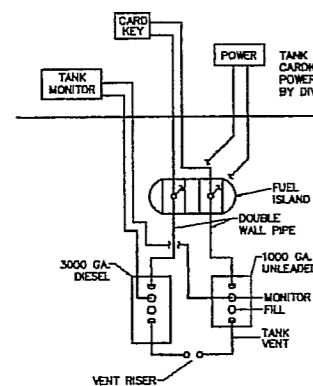 CARD
KEY
POWER
TANK
CARDK
POWER
BY DIV
TANK
MONITOR
FUEL
ISLAND
DOUBLE
WALL PIPE
3000 GA.
DIESEL
1000 GA.
UNLEADED
MONITOR
FILL
TANK
VENT
VENT RISER